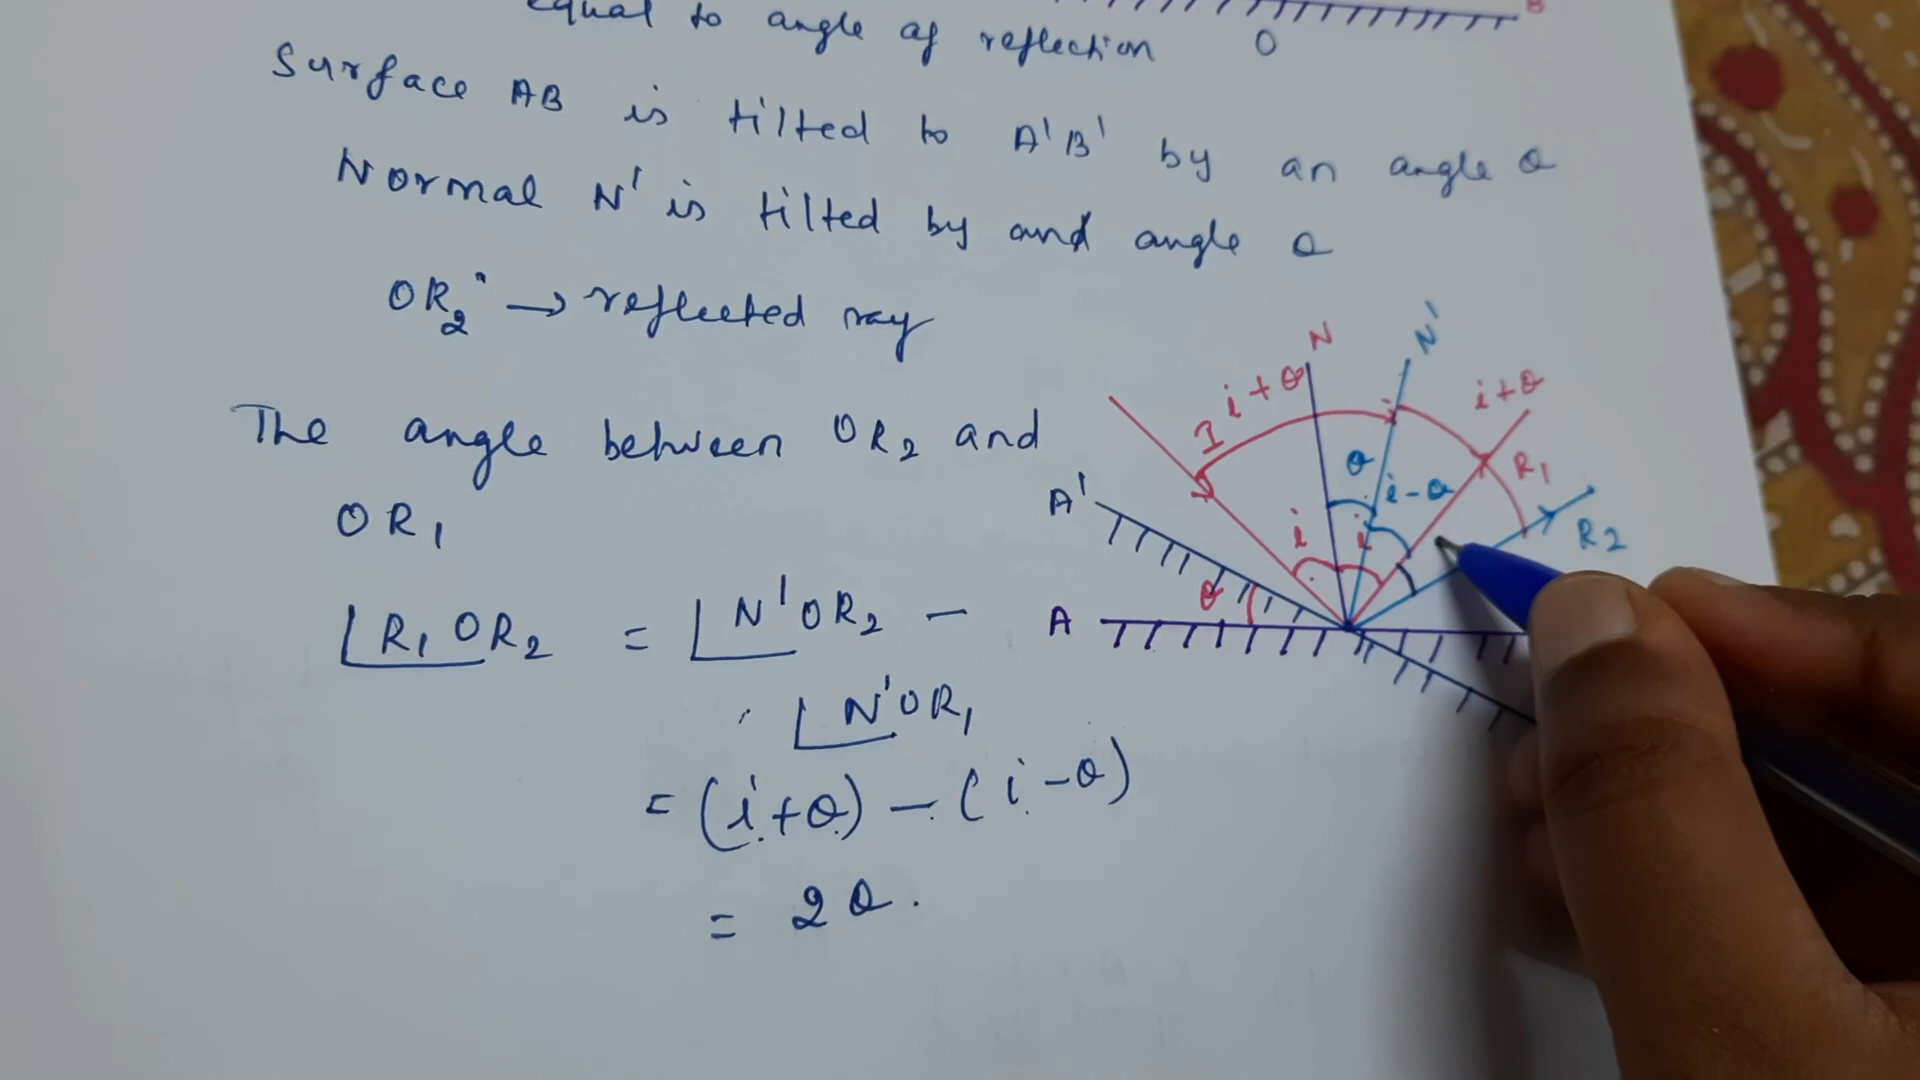 equal to angle of reflection
O
B
Surface AB is tilted to A'B' by an angle θ
Normal N' is tilted by and angle θ
OR2 → reflected ray
The angle between OR2 and
OR1
∠R1OR2 = ∠N'OR2 −
∠N'OR1
= (i+θ) − (i−θ)
= 2θ.
N
N'
i+θ
i+θ
I
θ
i-θ
R1
A'
i
i
R2
θ
A